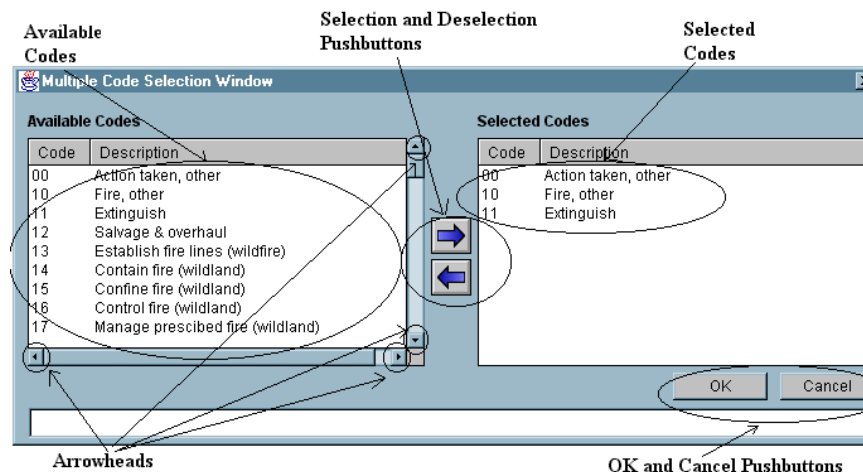 Available
Codes
Selection and Deselection
Pushbuttons
Selected
Codes
Multiple Code Selection Window
Available Codes
Selected Codes
Code Description
00 Action taken, other
10 Fire, other
11 Extinguish
12 Salvage & overhaul
13 Establish fire lines (wildfire)
14 Contain fire (wildland)
15 Confine fire (wildland)
16 Control fire (wildland)
17 Manage prescibed fire (wildland)
Code Description
00 Action taken, other
10 Fire, other
11 Extinguish
OK Cancel
Arrowheads
OK and Cancel Pushbuttons